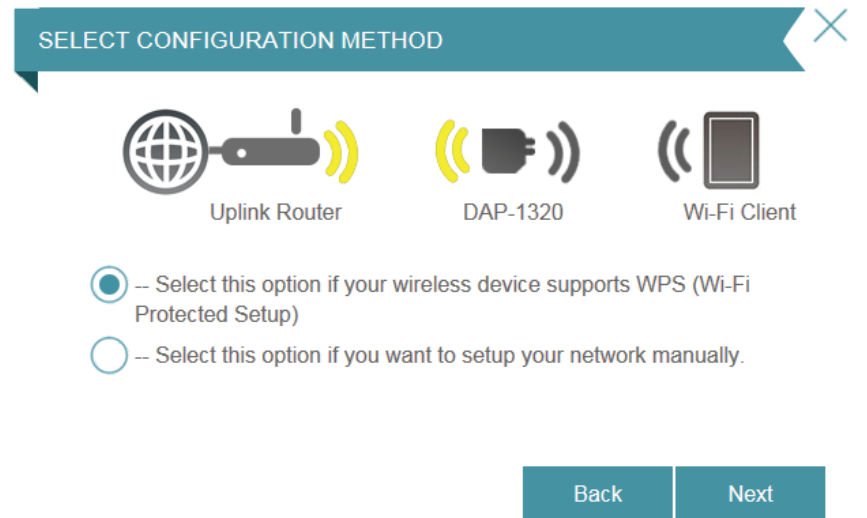 SELECT CONFIGURATION METHOD
Uplink Router
DAP-1320
Wi-Fi Client
-- Select this option if your wireless device supports WPS (Wi-Fi
Protected Setup)
-- Select this option if you want to setup your network manually.
Back
Next